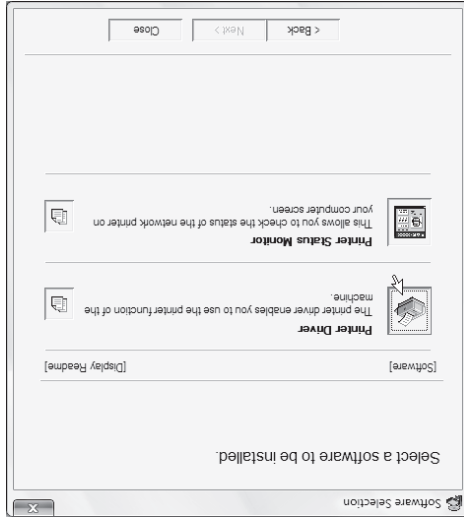 Software Selection
X
Select a software to be installed.
[Software] [Display Readme]
Printer Driver
The printer driver enables you to use the printer function of the
machine.
Printer Status Monitor
This allows you to check the status of the network printer on
your computer screen.
< Back Next > Close